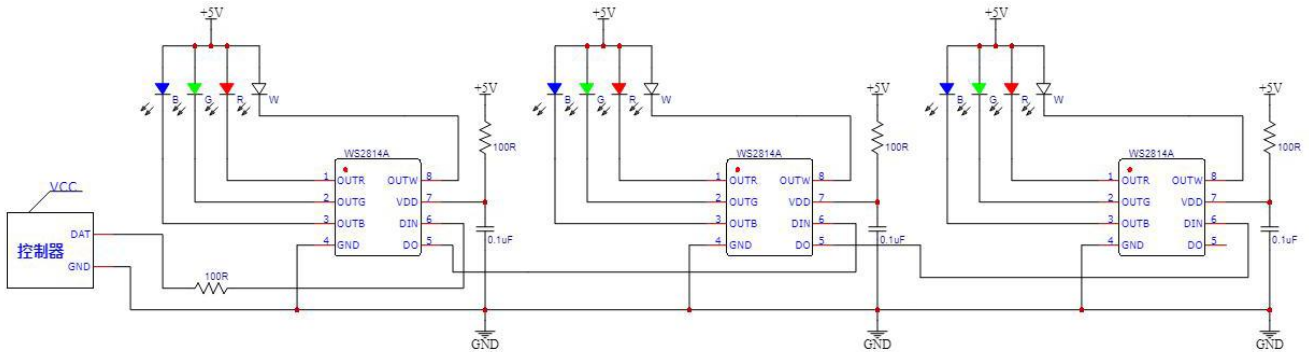 +5V
+5V
+5V
B
G
R
W
B
G
R
W
B
G
R
W
+5V
+5V
+5V
100R
100R
100R
WS2814A
WS2814A
WS2814A
1 OUTR OUTW 8
2 OUTG VDD 7
3 OUTB DIN 6
4 GND DO 5
1 OUTR OUTW 8
2 OUTG VDD 7
3 OUTB DIN 6
4 GND DO 5
1 OUTR OUTW 8
2 OUTG VDD 7
3 OUTB DIN 6
4 GND DO 5
0.1uF
0.1uF
0.1uF
VCC
DAT
控制器
GND
100R
GND
GND
GND